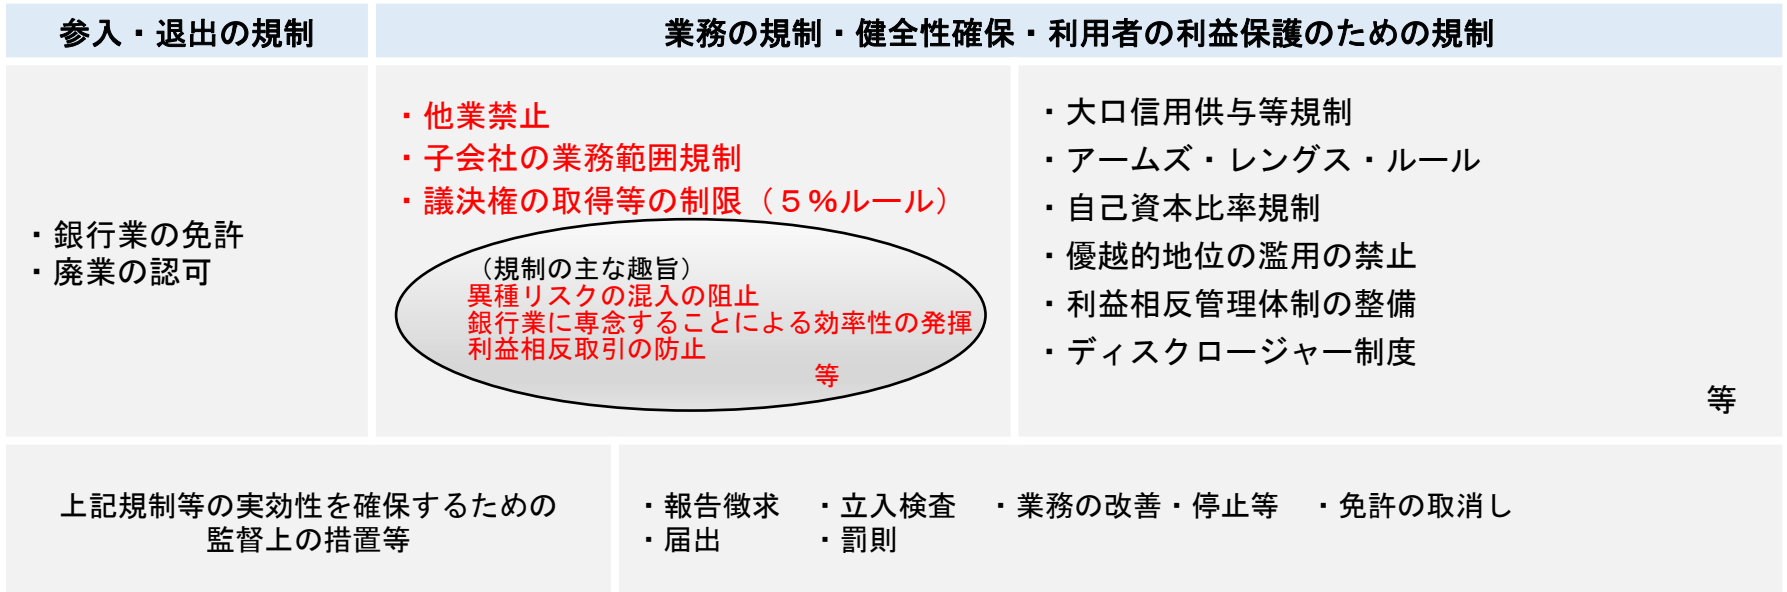 参入・退出の規制
業務の規制・健全性確保・利用者の利益保護のための規制
・銀行業の免許
・廃業の認可
・他業禁止
・子会社の業務範囲規制
・議決権の取得等の制限（５％ルール）
（規制の主な趣旨）
異種リスクの混入の阻止
銀行業に専念することによる効率性の発揮
利益相反取引の防止
等
・大口信用供与等規制
・アームズ・レングス・ルール
・自己資本比率規制
・優越的地位の濫用の禁止
・利益相反管理体制の整備
・ディスクロージャー制度
等
上記規制等の実効性を確保するための
監督上の措置等
・報告徴求　・立入検査　・業務の改善・停止等　・免許の取消し
・届出　　　・罰則